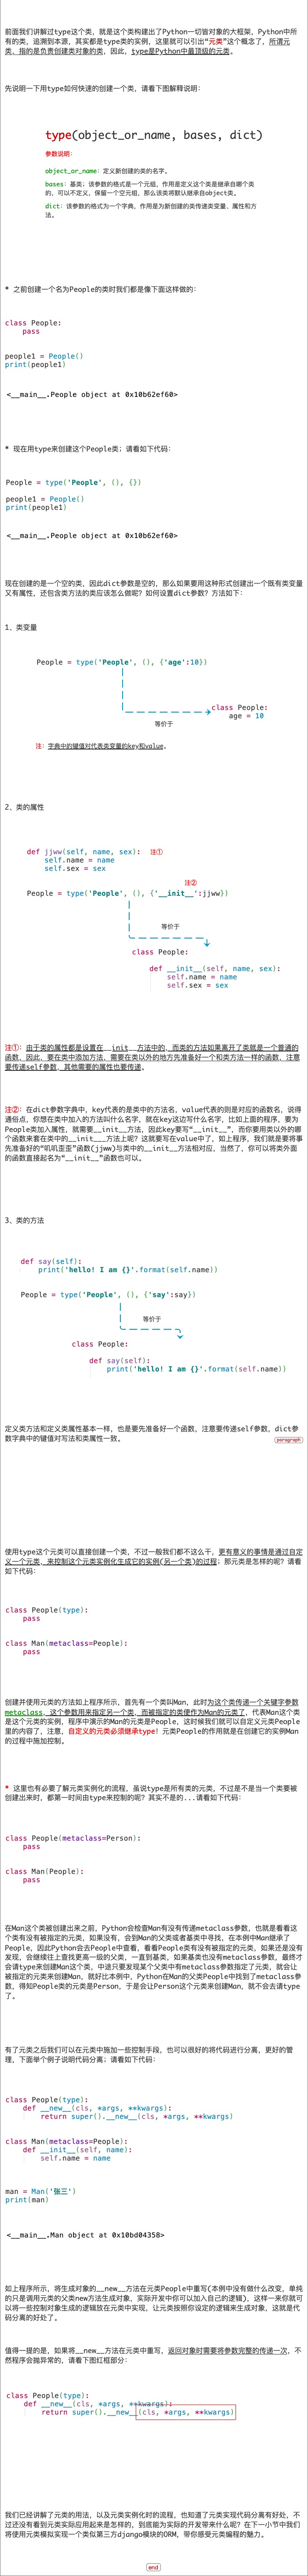 前面我们讲解过type这个类，就是这个类构建出了Python一切皆对象的大框架，Python中所
有的类，追溯到本源，其实都是type类的实例，这里就可以引出“元类”这个概念了，所谓元
类、指的是负责创建类对象的类，因此，type是Python中最顶级的元类。
先说明一下用type如何快速的创建一个类，请看下图解释说明：
type(object_or_name, bases, dict)
参数说明：
object_or_name：定义新创建的类的名字。
bases：基类；该参数的格式是一个元组，作用是定义这个类是继承自哪个类
的，可以不定义，保留一个空元组，那么该类将默认继承自object类。
dict：该参数的格式为一个字典，作用是为新创建的类传递类变量、属性和方
法。
* 之前创建一个名为People的类时我们都是像下面这样做的：
class People:
    pass
people1 = People()
print(people1)
<__main__.People object at 0x10b62ef60>
* 现在用type来创建这个People类；请看如下代码：
People = type('People', (), {})
people1 = People()
print(people1)
<__main__.People object at 0x10b62ef60>
现在创建的是一个空的类，因此dict参数是空的，那么如果要用这种形式创建出一个既有类变量
又有属性，还包含类方法的类应该怎么做呢？如何设置dict参数？方法如下：
1、类变量
People = type('People', (), {'age':10})
等价于
class People:
    age = 10
注：字典中的键值对代表类变量的key和value。
2、类的属性
def jjww(self, name, sex):  注①
    self.name = name
    self.sex = sex
注②
People = type('People', (), {'__init__':jjww})
等价于
class People:
    def __init__(self, name, sex):
        self.name = name
        self.sex = sex
注①：由于类的属性都是设置在__init__方法中的，而类的方法如果离开了类就是一个普通的
函数，因此、要在类中添加方法、需要在类以外的地方先准备好一个和类方法一样的函数、注意
要传递self参数、其他需要的属性也要传递。
注②：在dict参数字典中，key代表的是类中的方法名，value代表的则是对应的函数名，说得
通俗点，你想在类中加入的方法叫什么名字，就在key这边写什么名字，比如上面的程序，要为
People类加入属性，就需要__init__方法，因此key要写“__init__”，而你要用类以外的哪
个函数来套在类中的__init___方法上呢？这就要写在value中了，如上程序，我们就是要将事
先准备好的“叽叽歪歪”函数(jjww)与类中的__init__方法相对应，当然了，你可以将类外面
的函数直接起名为“__init__”函数也可以。
3、类的方法
def say(self):
    print('hello! I am {}'.format(self.name))
People = type('People', (), {'say':say})
等价于
class People:
    def say(self):
        print('hello! I am {}'.format(self.name))
定义类方法和定义类属性基本一样，也是要先准备好一个函数，注意要传递self参数，dict参
数字典中的键值对写法和类属性一致。
paragraph
使用type这个元类可以直接创建一个类，不过一般我们都不这么干，更有意义的事情是通过自定
义一个元类、来控制这个元类实例化生成它的实例(另一个类)的过程；那元类是怎样的呢？请看
如下代码：
class People(type):
    pass
class Man(metaclass=People):
    pass
创建并使用元类的方法如上程序所示，首先有一个类叫Man，此时为这个类传递一个关键字参数
metaclass，这个参数用来指定另一个类、而被指定的类便作为Man的元类了，代表Man这个类
是这个元类的实例，程序中演示的Man的元类是People，这时候我们就可以自定义元类People
里的内容了，注意，自定义的元类必须继承type！元类People的作用就是在创建它的实例Man
的过程中施加控制。
* 这里也有必要了解元类实例化的流程，虽说type是所有类的元类，不过是不是当一个类要被
创建出来时，都第一时间由type来控制的呢？其实不是的...请看如下代码：
class People(metaclass=Person):
    pass
class Man(People):
    pass
在Man这个类被创建出来之前，Python会检查Man有没有传递metaclass参数，也就是看看这
个类有没有被指定的元类，如果没有，会到Man的父类或者基类中寻找，在本例中Man继承了
People，因此Python会去People中查看，看看People有没有被指定的元类，如果还是没有
发现，会继续往上查找更高一级的父类，一直到基类，如果基类也没有metaclass参数，最终才
会请type来创建Man这个类，中途只要发现某个父类中有metaclass参数指定了元类，就会让
被指定的元类来创建Man，就好比本例中，Python在Man的父类People中找到了metaclass参
数，得知People类的元类是Person，于是会让Person这个元类来创建Man，就不会去请type
了。
有了元类之后我们可以在元类中施加一些控制手段，也可以很好的将代码进行分离，更好的管
理，下面举个例子说明代码分离；请看如下代码：
class People(type):
    def __new__(cls, *args, **kwargs):
        return super().__new__(cls, *args, **kwargs)
class Man(metaclass=People):
    def __init__(self, name):
        self.name = name
man = Man('张三')
print(man)
<__main__.Man object at 0x10bd04358>
如上程序所示，将生成对象的__new__方法在元类People中重写(本例中没有做什么改变，单纯
的只是调用元类的父类new方法生成对象，实际开发中你可以加入自己的逻辑)，这样一来你就可
以将一些控制对象生成的逻辑放在元类中实现，让元类按照你设定的逻辑来生成对象，这就是代
码分离的好处了。
值得一提的是，如果将__new__方法在元类中重写，返回对象时需要将参数完整的传递一次，不
然程序会抛异常的，请看下图红框部分：
class People(type):
    def __new__(cls, *args, **kwargs):
        return super().__new__(cls, *args, **kwargs)
我们已经讲解了元类的用法，以及元类实例化时的流程，也知道了元类实现代码分离有好处，不
过还没有看到元类实际应用起来是怎样的，到底能为实际的开发带来什么呢？在下一小节中我们
将使用元类模拟实现一个类似第三方django模块的ORM，带你感受元类编程的魅力。
end